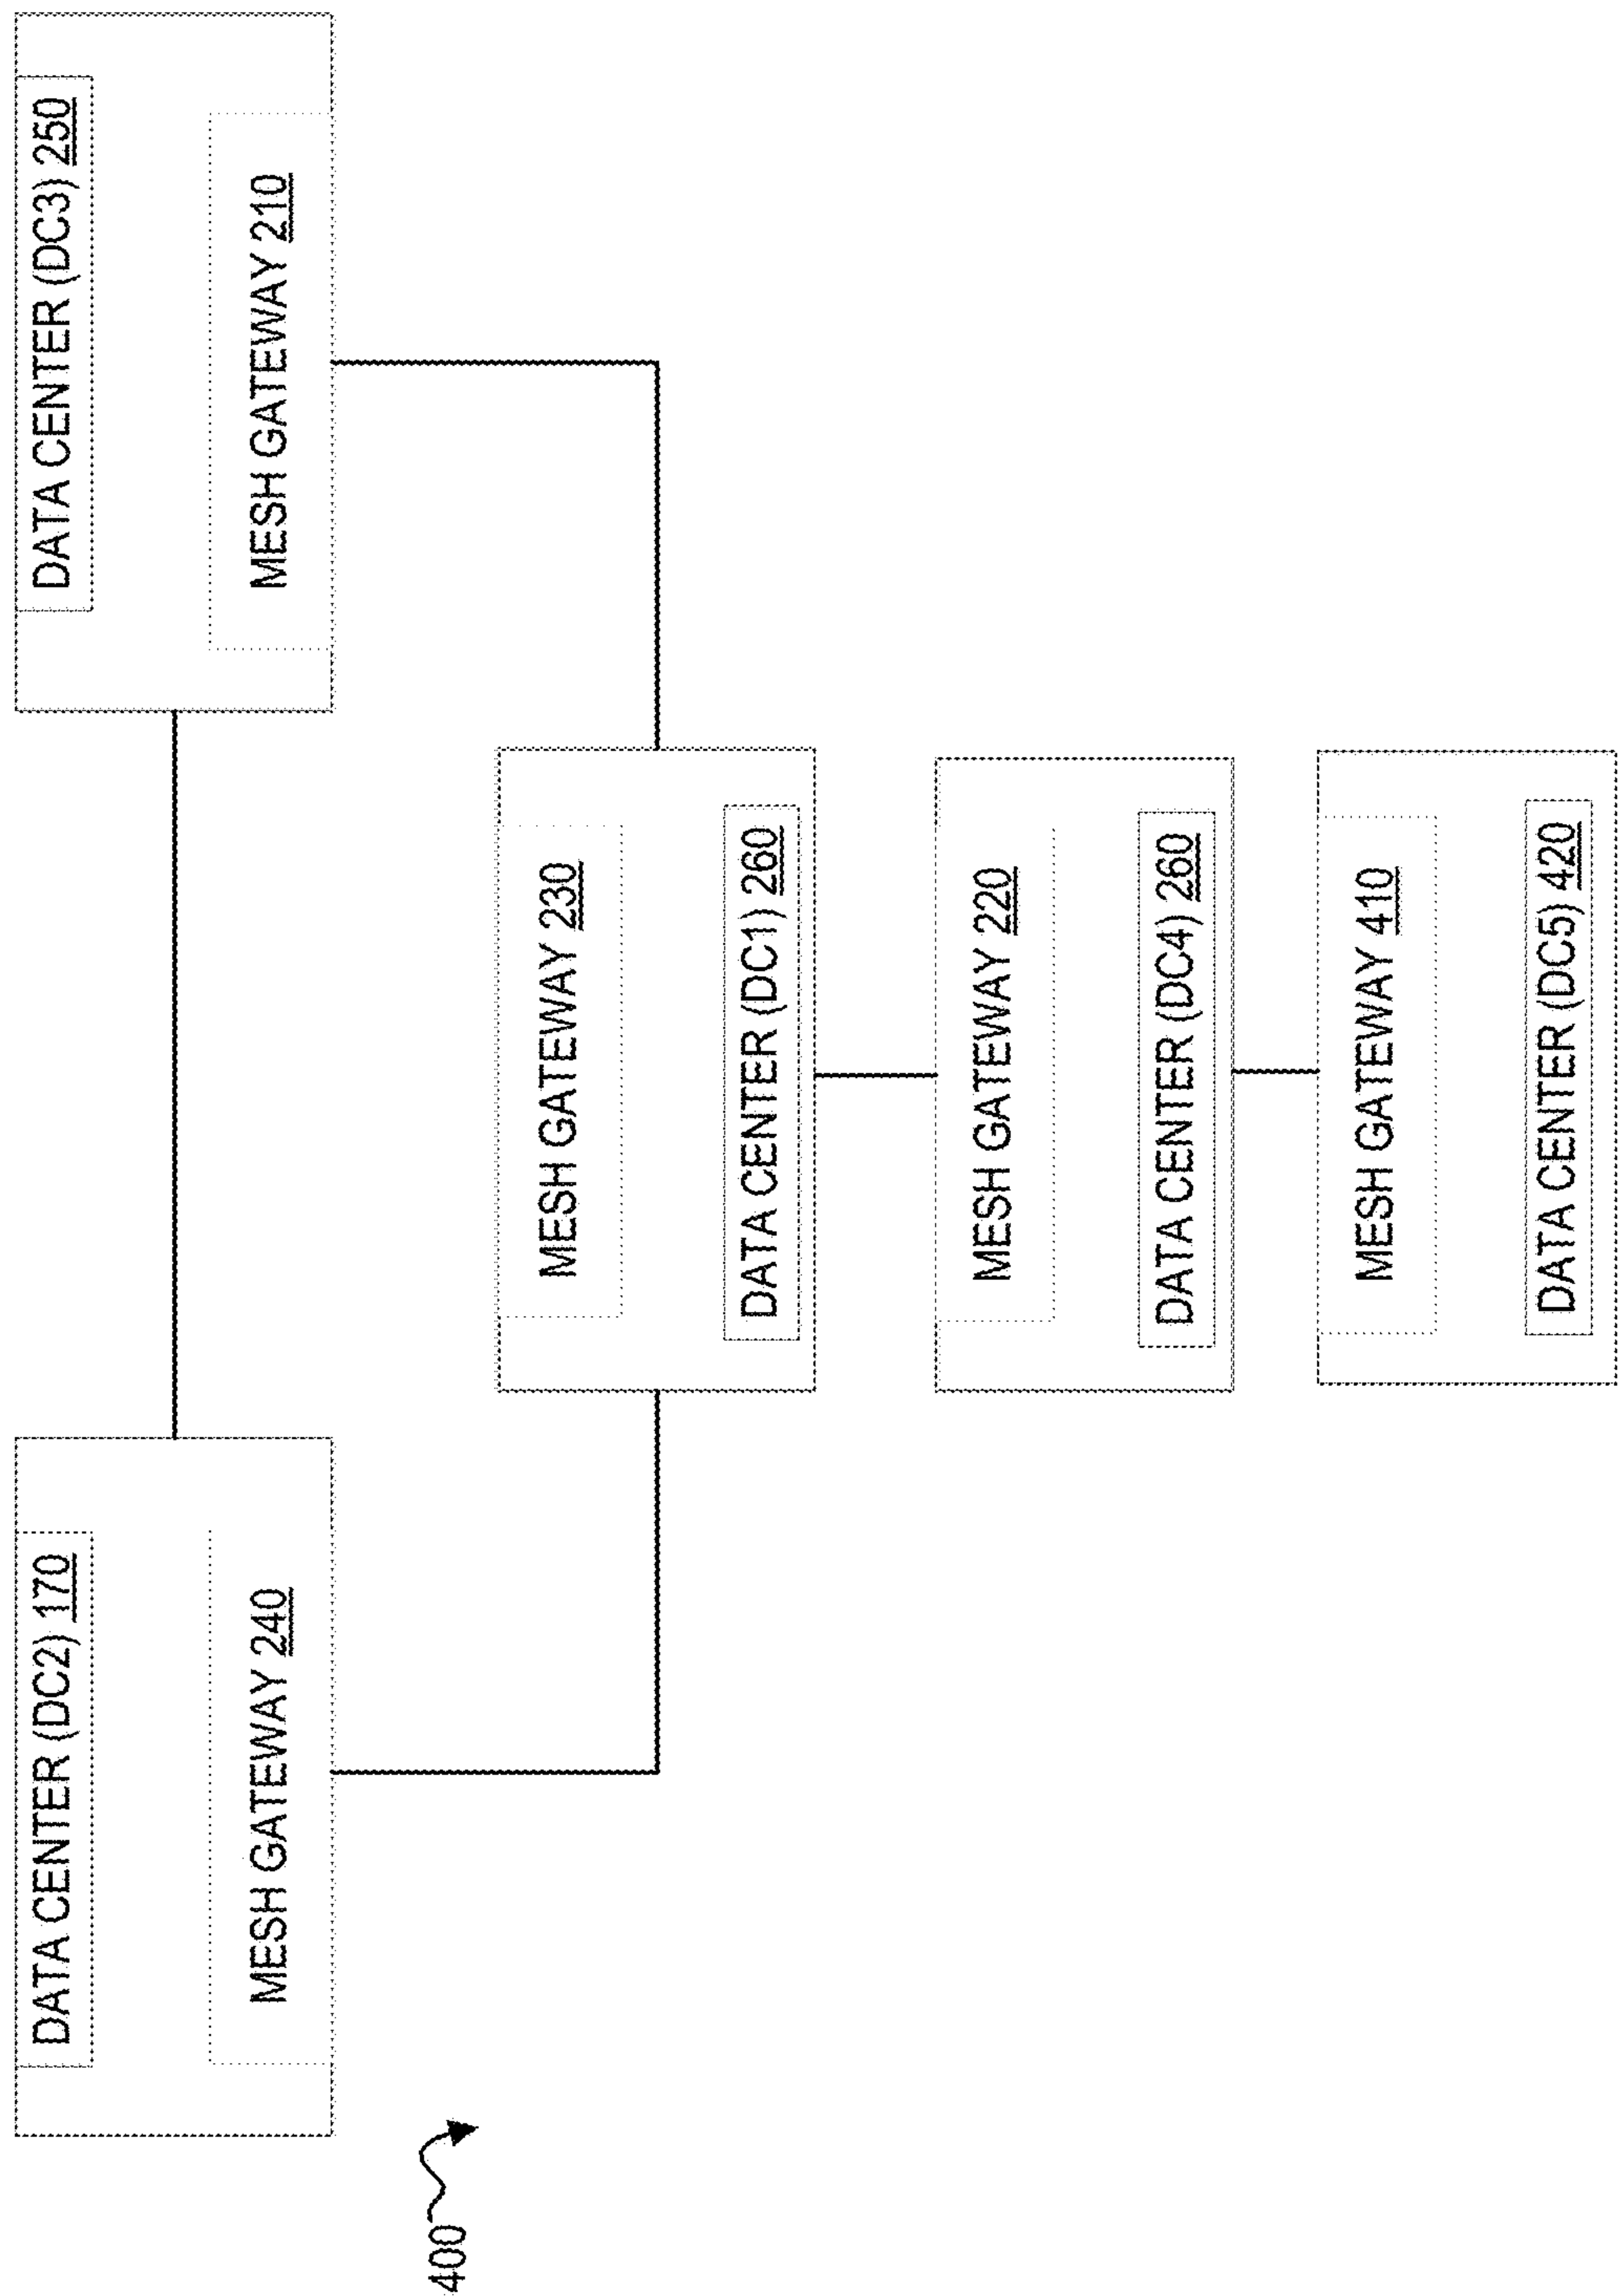 DATA CENTER (DC2) 170
MESH GATEWAY 240
DATA CENTER (DC3) 250
MESH GATEWAY 210
400
MESH GATEWAY 230
DATA CENTER (DC1) 260
MESH GATEWAY 220
DATA CENTER (DC4) 260
MESH GATEWAY 410
DATA CENTER (DC5) 420